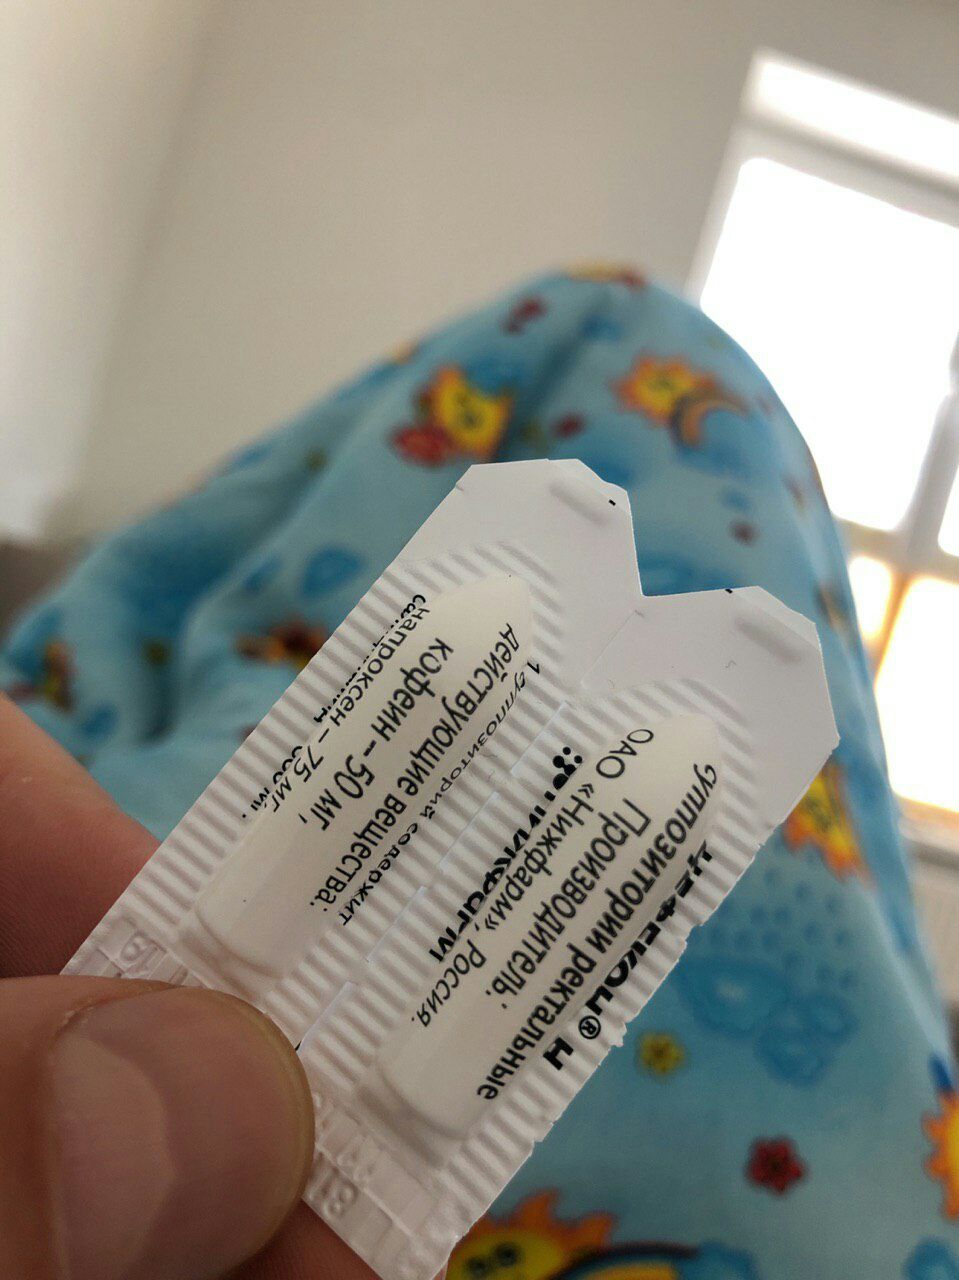 1 суппозиторий содержит
Действующие вещества:
кофеин – 50 мг,
напроксен – 75 мг,
ЦЕФЕКОН® Н
суппозитории ректальные
Производитель:
ОАО «Нижфарм», Россия.
НИЖФАРМ